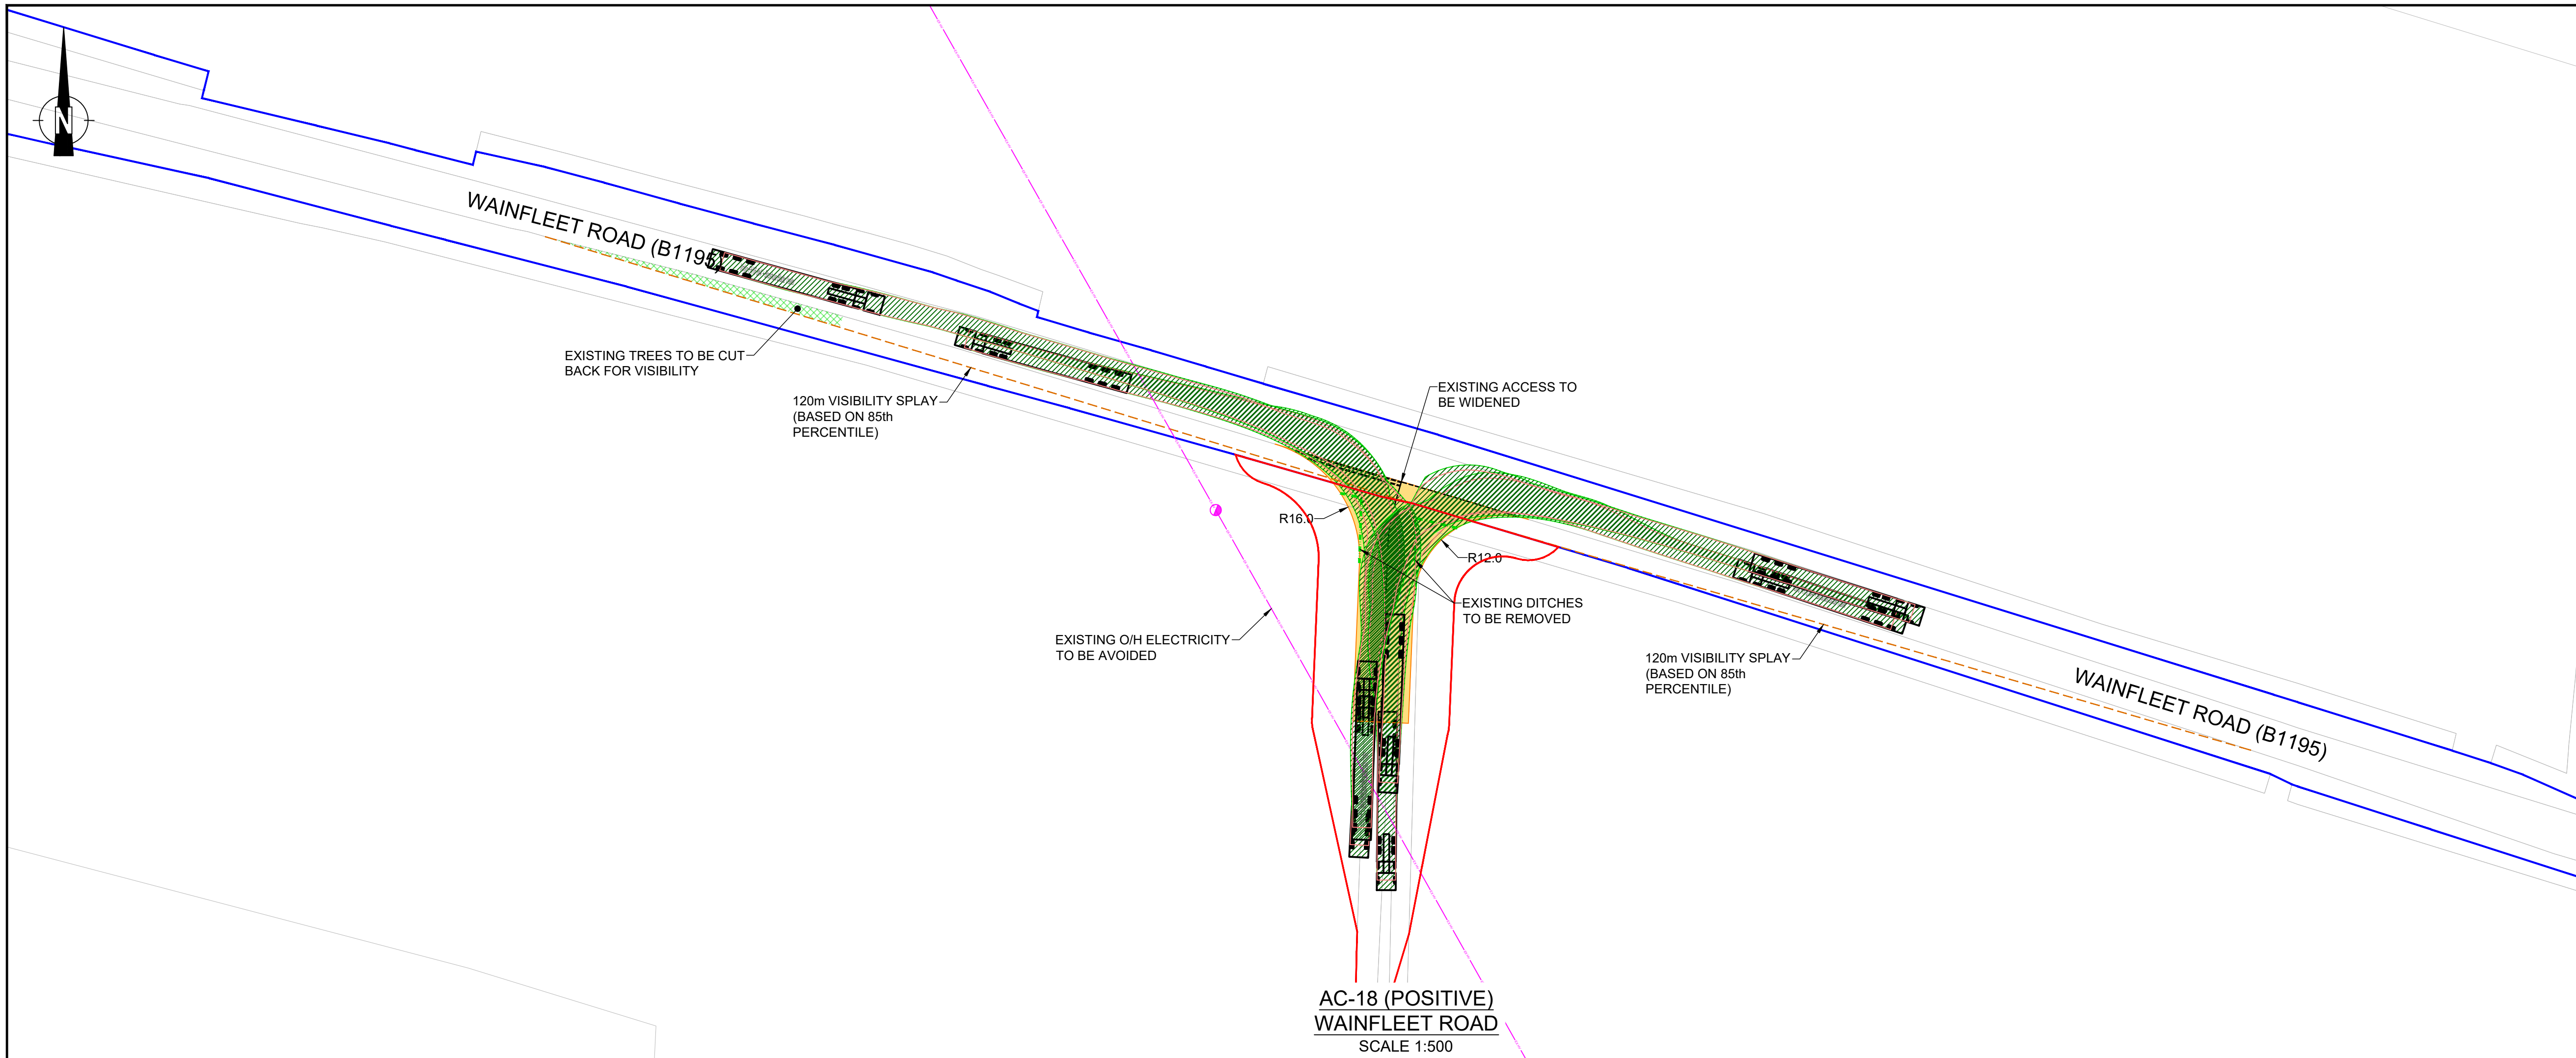 N
WAINFLEET ROAD (B1195)
EXISTING TREES TO BE CUT
BACK FOR VISIBILITY
120m VISIBILITY SPLAY
(BASED ON 85th
PERCENTILE)
EXISTING ACCESS TO
BE WIDENED
R16.0
R12.0
EXISTING DITCHES
TO BE REMOVED
EXISTING O/H ELECTRICITY
TO BE AVOIDED
120m VISIBILITY SPLAY
(BASED ON 85th
PERCENTILE)
WAINFLEET ROAD (B1195)
AC-18 (POSITIVE)
WAINFLEET ROAD
SCALE 1:500